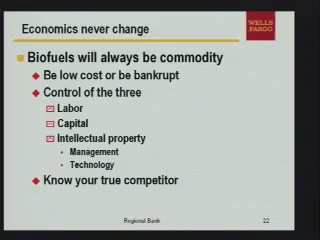 Economics never change
WELLS
FARGO
Biofuels will always be commodity
Be low cost or be bankrupt
Control of the three
Labor
Capital
Intellectual property
Management
Technology
Know your true competitor
Regional Bank
22